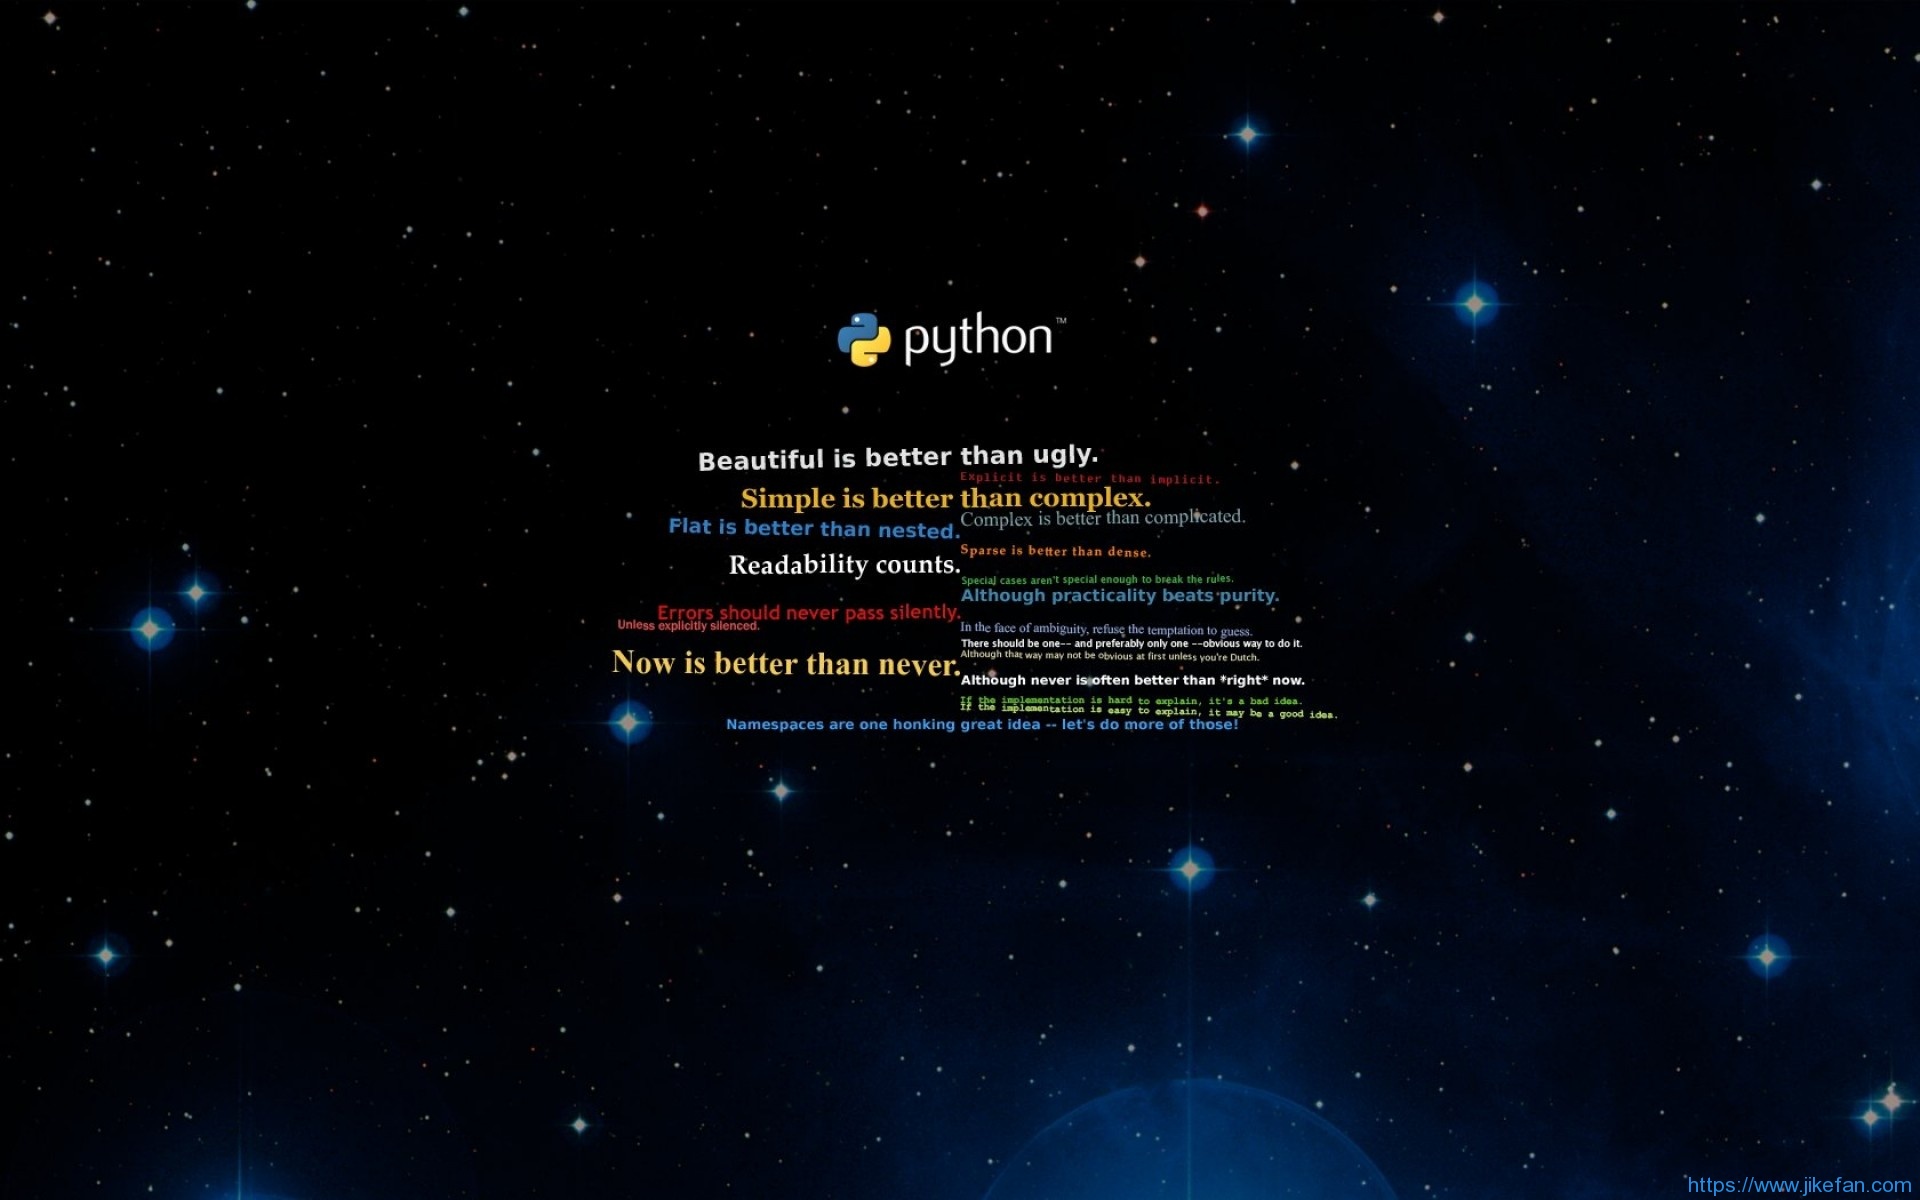 python™
Beautiful is better than ugly.
Explicit is better than implicit.
Simple is better than complex.
Complex is better than complicated.
Flat is better than nested.
Sparse is better than dense.
Readability counts.
Special cases aren't special enough to break the rules.
Although practicality beats purity.
Errors should never pass silently.
Unless explicitly silenced.
In the face of ambiguity, refuse the temptation to guess.
There should be one-- and preferably only one --obvious way to do it.
Although that way may not be obvious at first unless you're Dutch.
Now is better than never.
Although never is often better than *right* now.
If the implementation is hard to explain, it's a bad idea.
If the implementation is easy to explain, it may be a good idea.
Namespaces are one honking great idea -- let's do more of those!
https://www.jikefan.com